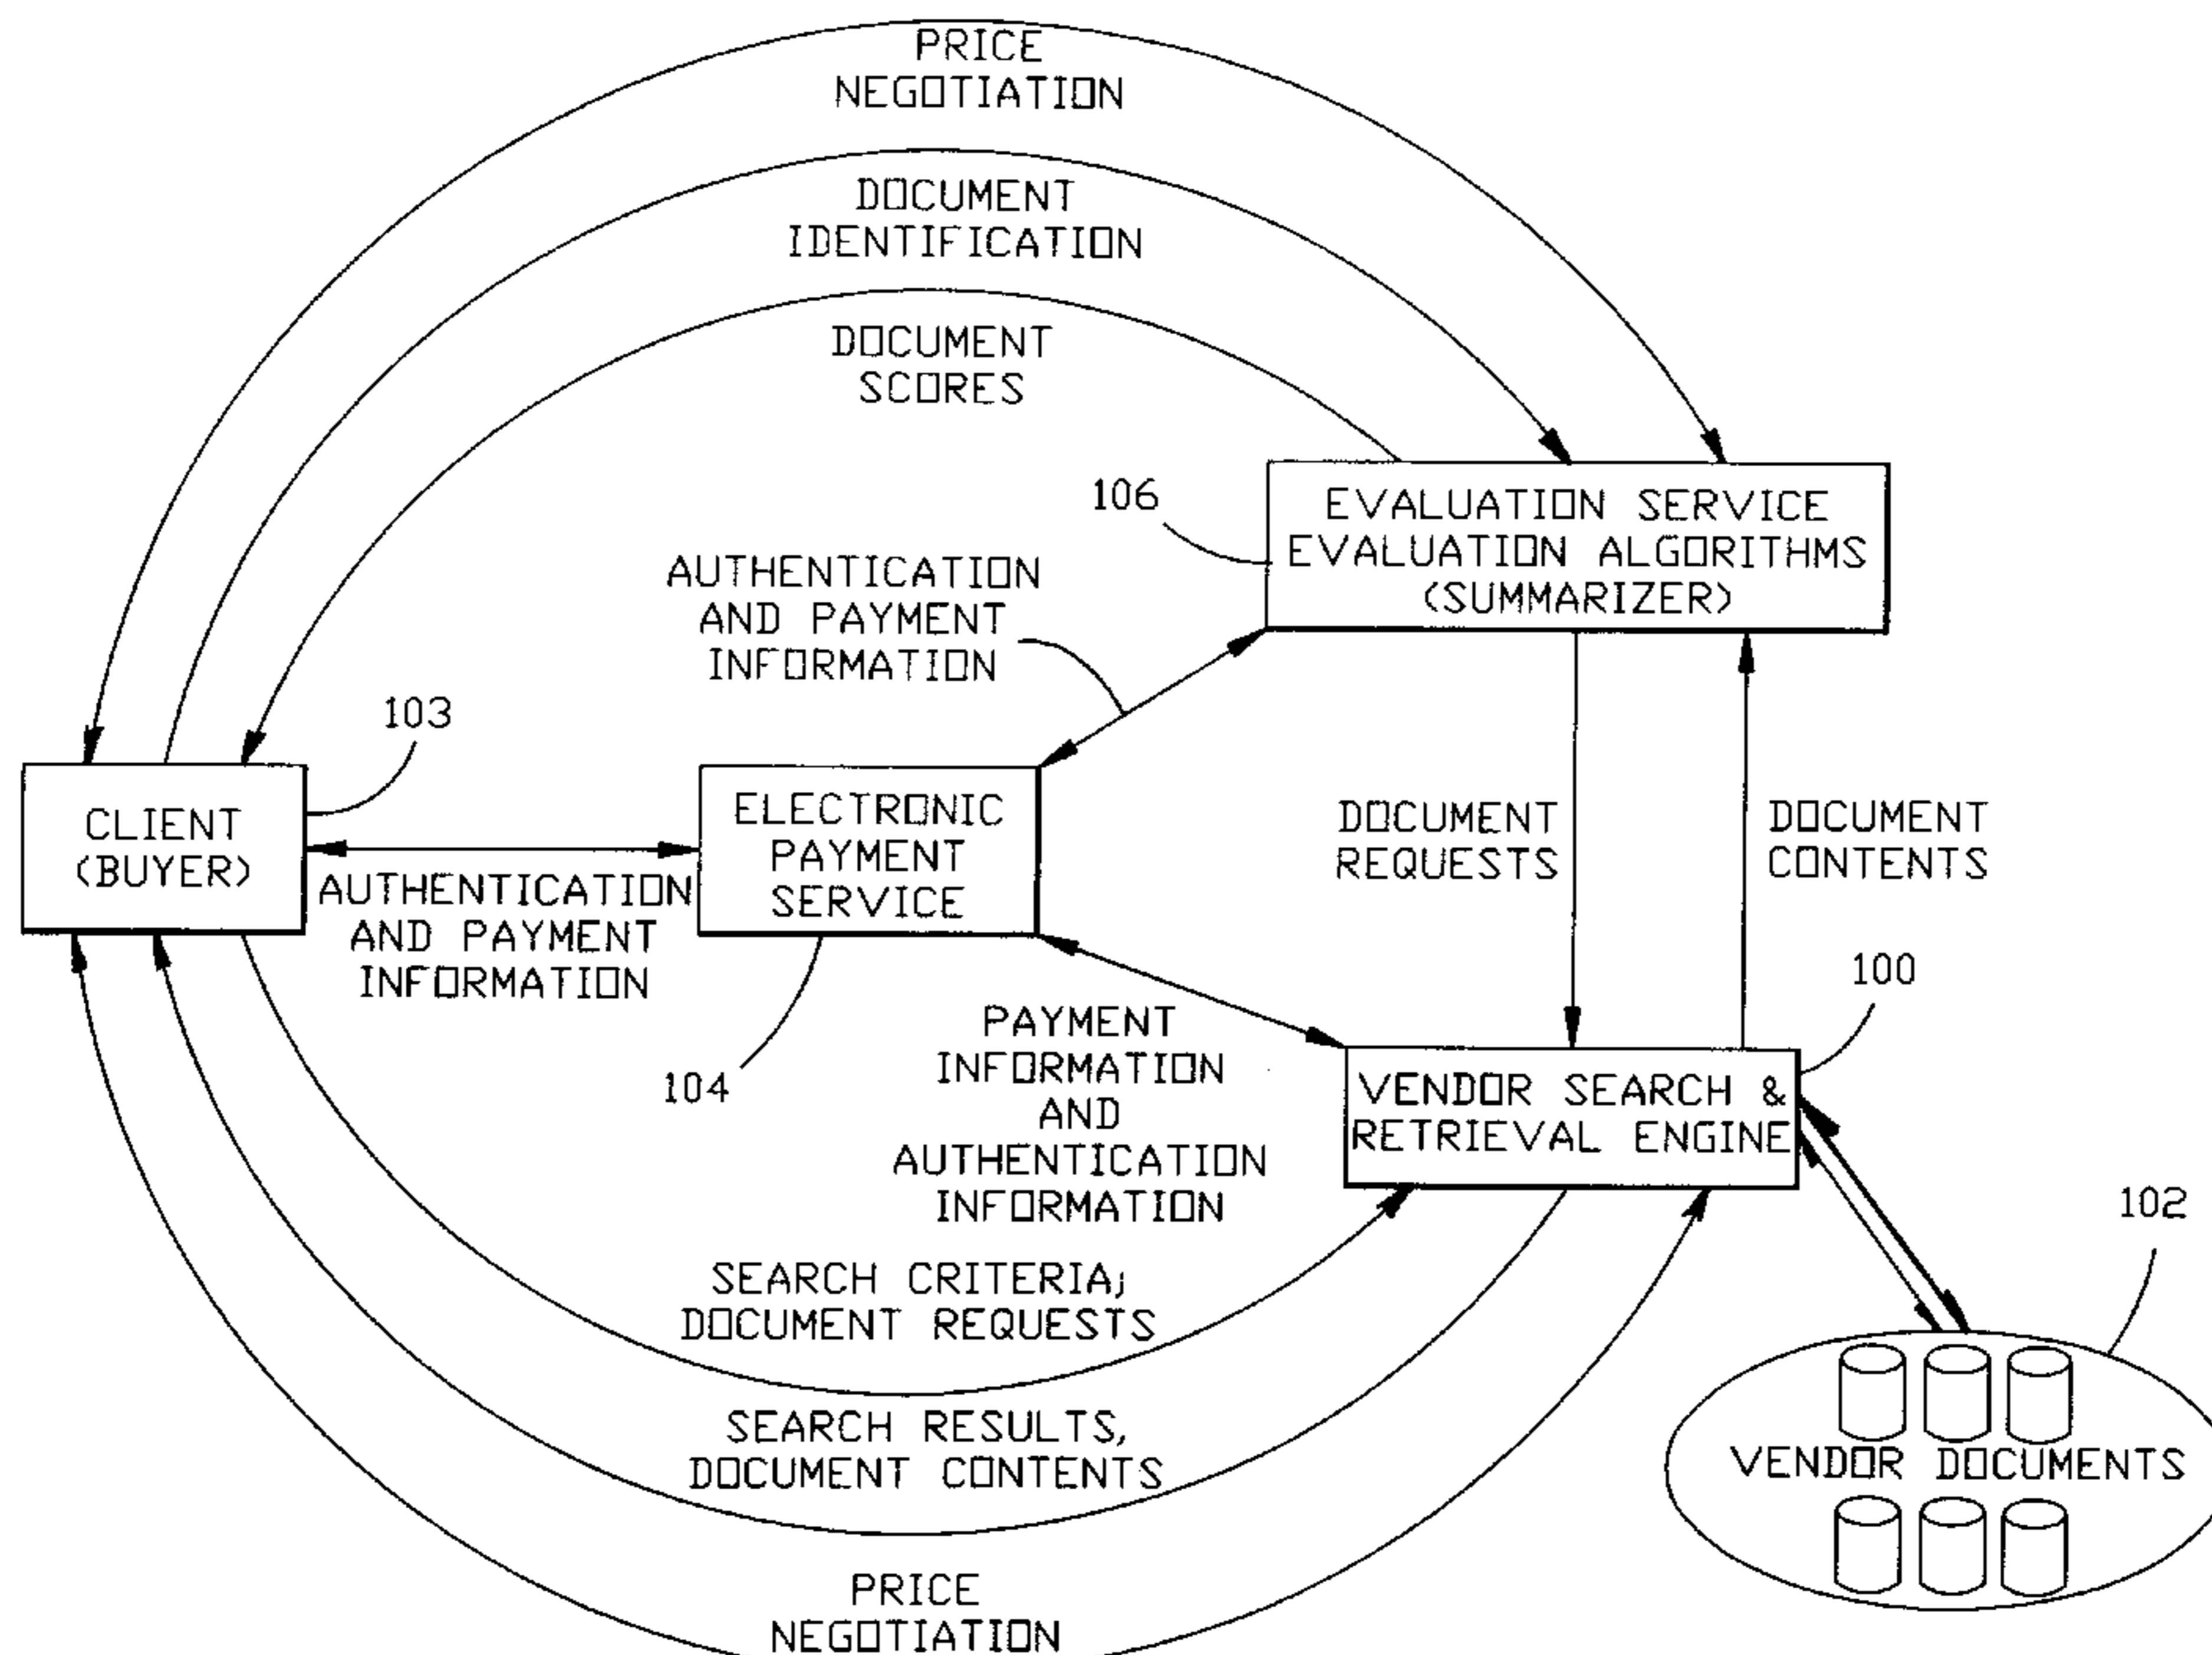 PRICE
NEGOTIATION
DOCUMENT
IDENTIFICATION
DOCUMENT
SCORES
106
EVALUATION SERVICE
EVALUATION ALGORITHMS
(SUMMARIZER)
AUTHENTICATION
AND PAYMENT
INFORMATION
103
CLIENT
(BUYER)
ELECTRONIC
PAYMENT
SERVICE
AUTHENTICATION
AND PAYMENT
INFORMATION
104
DOCUMENT
REQUESTS
DOCUMENT
CONTENTS
100
PAYMENT
INFORMATION
AND
AUTHENTICATION
INFORMATION
VENDOR SEARCH &
RETRIEVAL ENGINE
102
SEARCH CRITERIA;
DOCUMENT REQUESTS
SEARCH RESULTS,
DOCUMENT CONTENTS
VENDOR DOCUMENTS
PRICE
NEGOTIATION